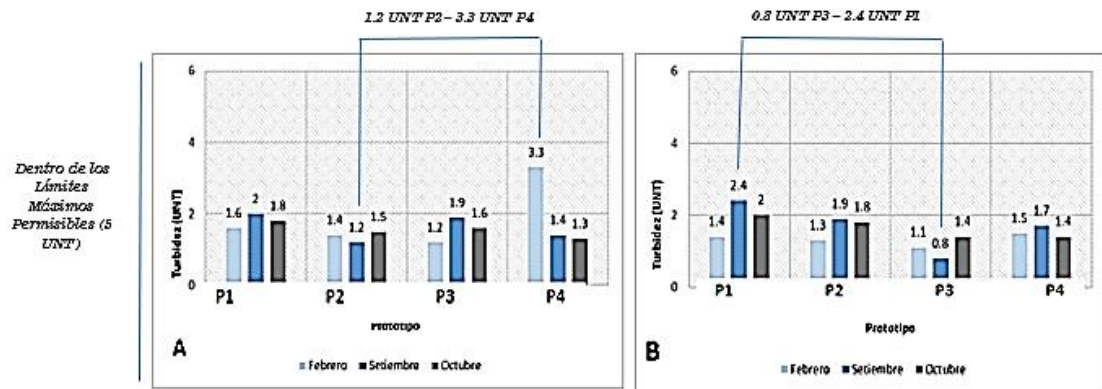 1.2 UNT P2 – 3.3 UNT P4
0.8 UNT P3 – 2.4 UNT P1
Dentro de los
Límites
Máximos
Permisibles (5
UNT)
Turbidez (UNT)
6
4
2
0
1.6
2
1.8
1.4
1.2
1.5
1.2
1.9
1.6
3.3
1.4
1.3
P1
P2
P3
P4
Prototipo
A
Febrero
Setiembre
Octubre
Turbidez (UNT)
6
4
2
0
1.4
2.4
2
1.3
1.9
1.8
1.1
0.8
1.4
1.5
1.7
1.4
P1
P2
P3
P4
Prototipo
B
Febrero
Setiembre
Octubre